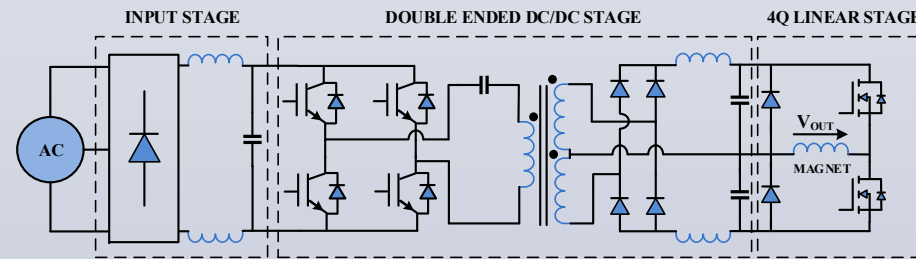 INPUT STAGE
DOUBLE ENDED DC/DC STAGE
4Q LINEAR STAGE
AC
VOUT
MAGNET